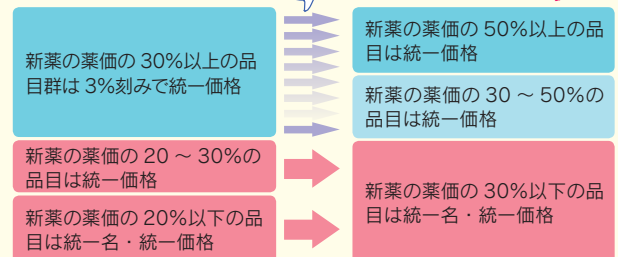 新薬の薬価の 30%以上の品
目群は 3%刻みで統一価格
新薬の薬価の 20 ～ 30%の
品目は統一価格
新薬の薬価の 20%以下の品
目は統一名・統一価格
新薬の薬価の 50%以上の品
目は統一価格
新薬の薬価の 30 ～ 50%の
品目は統一価格
新薬の薬価の 30%以下の品
目は統一名・統一価格